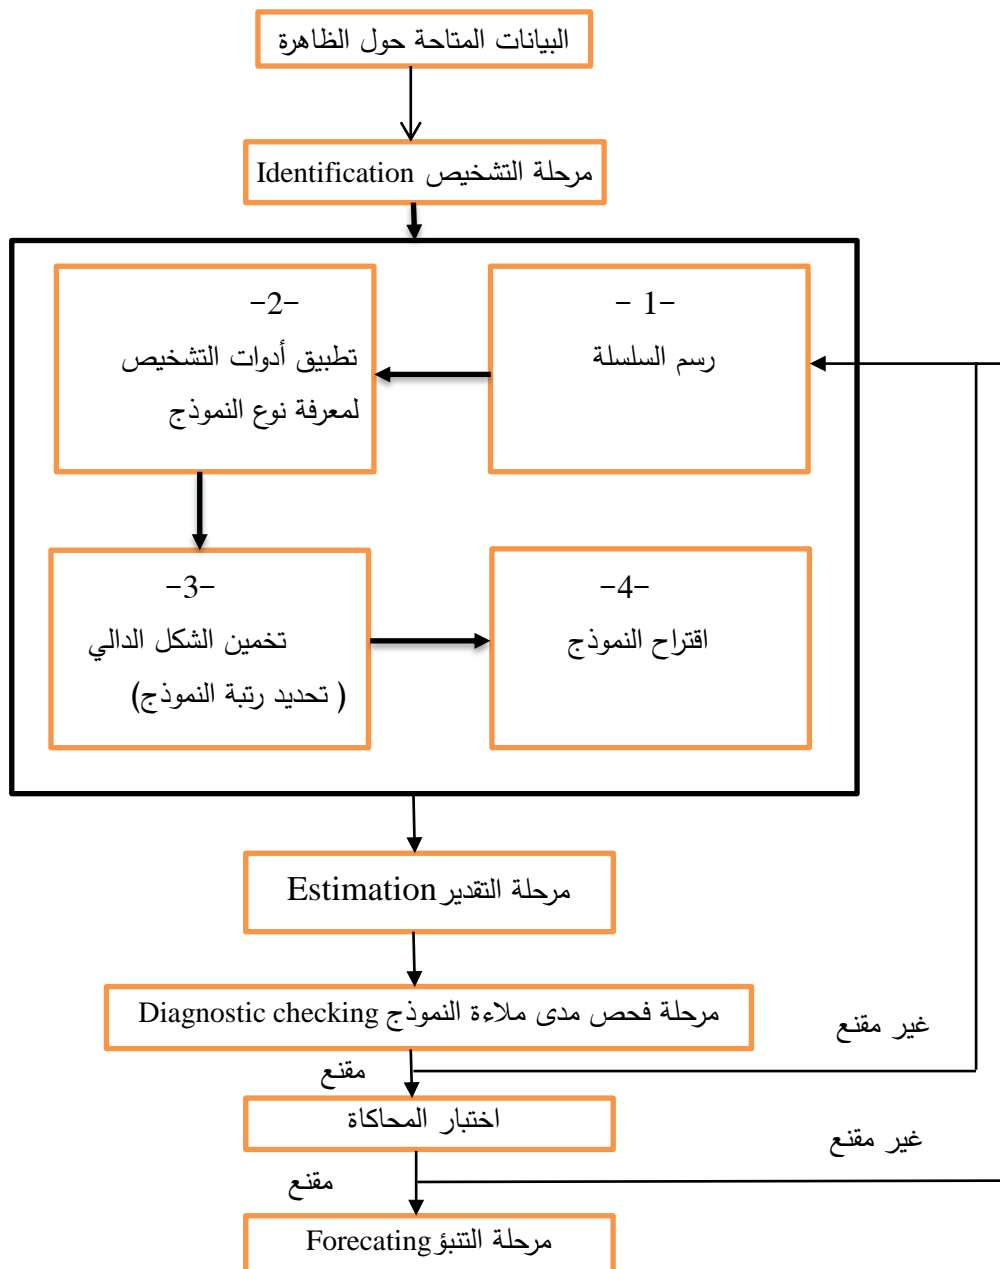 البيانات المتاحة حول الظاهرة
مرحلة التشخيص Identification
- 1-
رسم السلسلة
-2-
تطبيق أدوات التشخيص
لمعرفة نوع النموذج
-3-
تخمين الشكل الدالي
( تحديد رتبة النموذج)
-4-
اقتراح النموذج
مرحلة التقدير Estimation
مرحلة فحص مدى ملاءة النموذج Diagnostic checking
غير مقنع
مقنع
اختبار المحاكاة
غير مقنع
مقنع
مرحلة التنبؤ Forecating